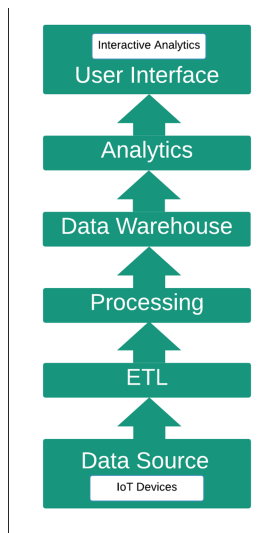 Interactive Analytics
User Interface
Analytics
Data Warehouse
Processing
ETL
Data Source
IoT Devices